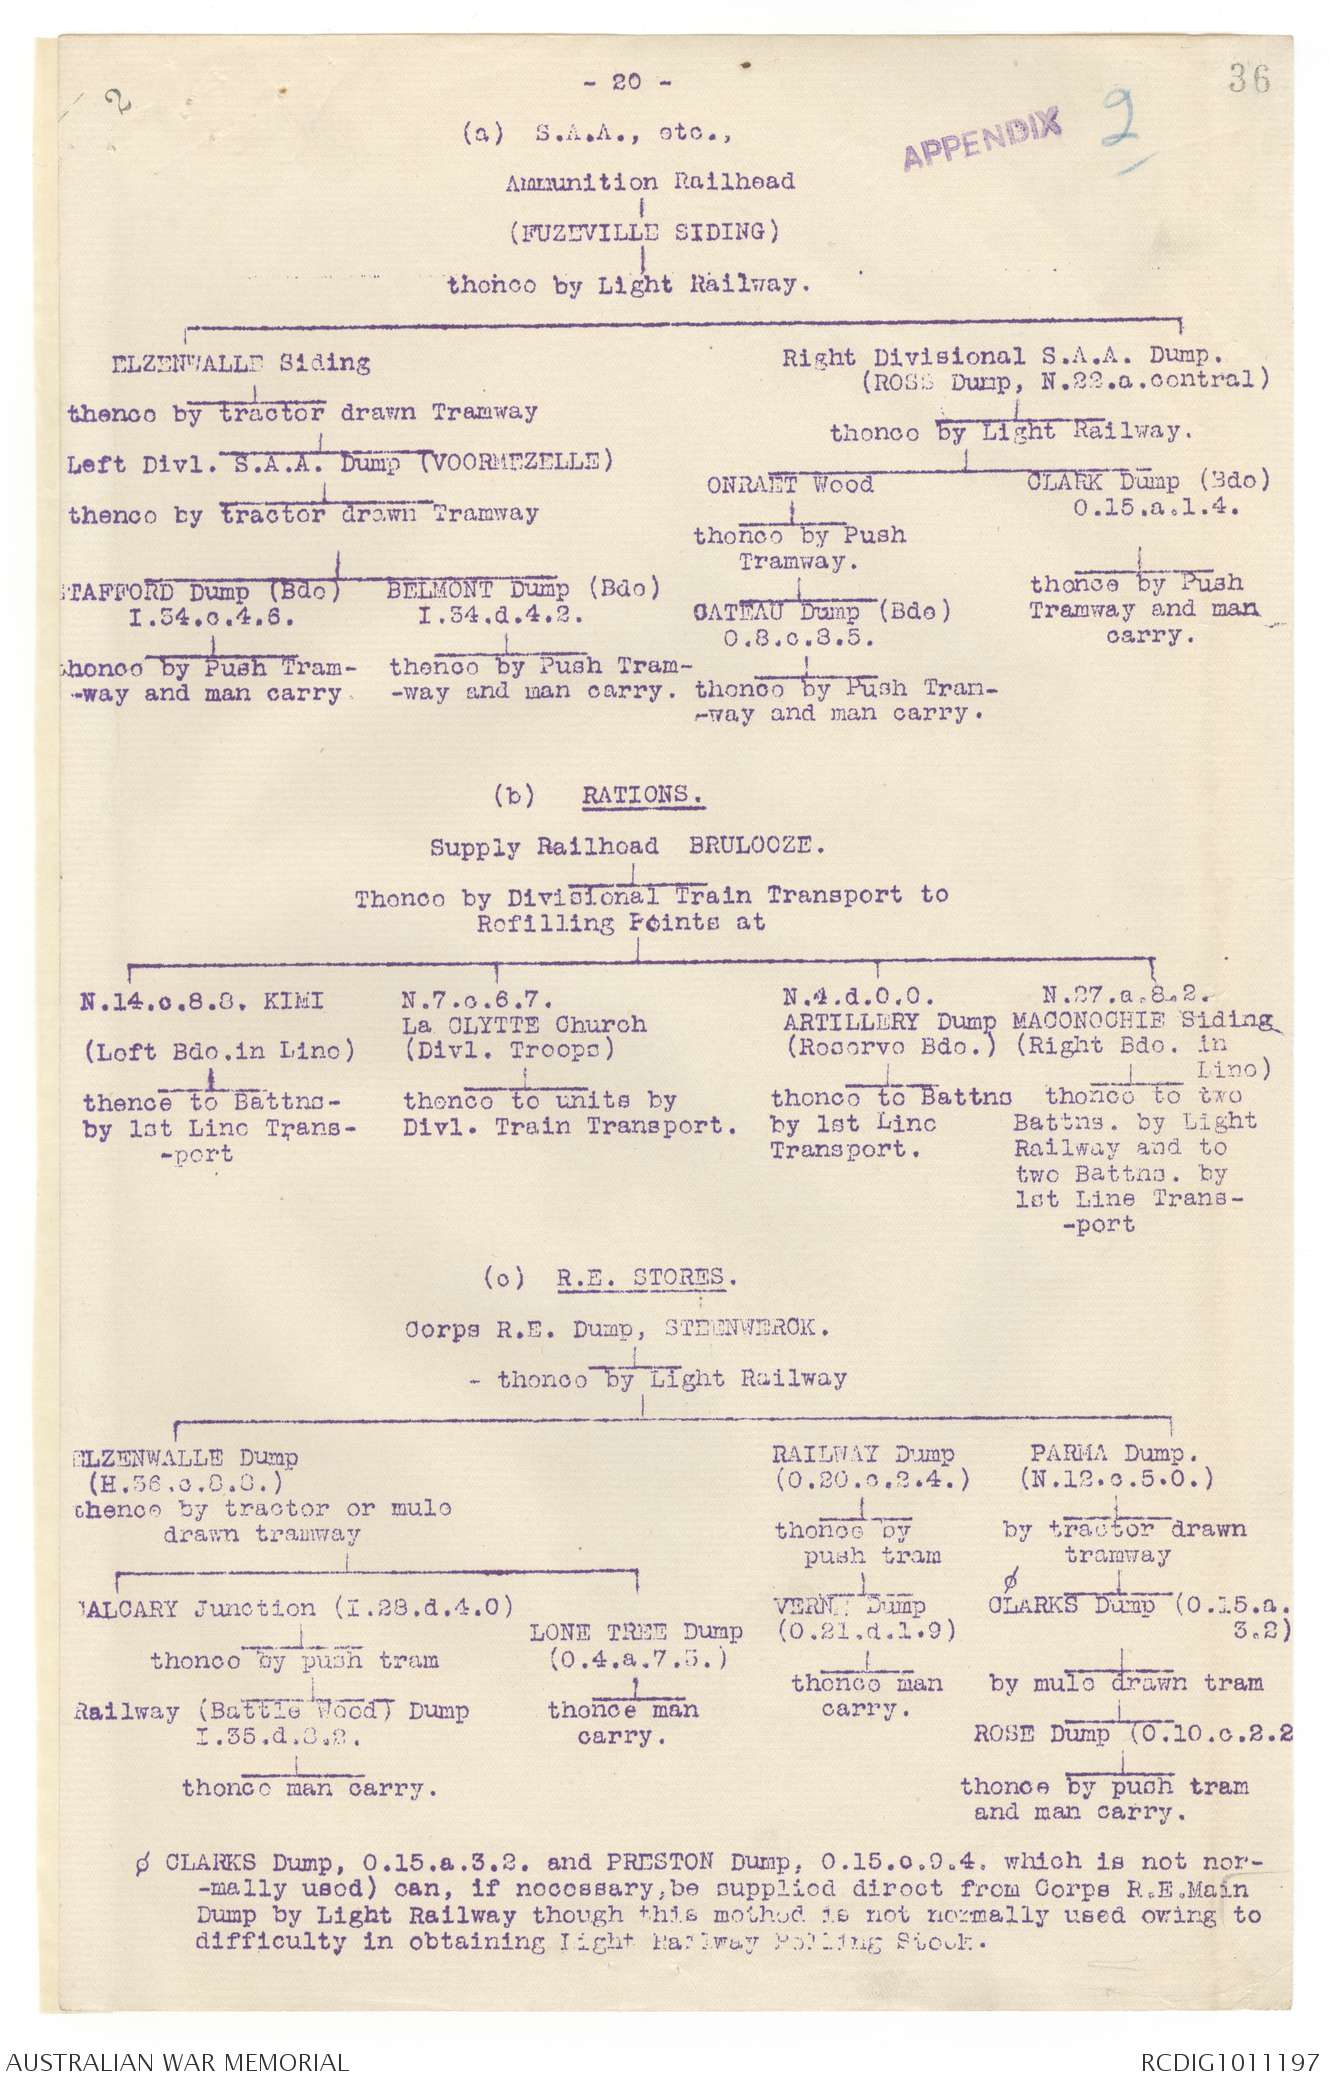 - 20 -
36
2
APPENDIX 2
(a) S.A.A., etc.,
Ammunition Railhead
(FUZEVILLE SIDING)
thence by Light Railway.
ELZENWALLE Siding
thence by tractor drawn Tramway
Left Divl. S.A.A. Dump (VOORMEZELLE)
thence by tractor drawn Tramway
STAFFORD Dump (Bde)
I.34.c.4.6.
thence by Push Tram-
-way and man carry.
BELMONT Dump (Bde)
I.34.d.4.2.
thence by Push Tram-
-way and man carry.
Right Divisional S.A.A. Dump.
(ROSS Dump, N.22.a.central)
thence by Light Railway.
ONRAET Wood
thence by Push
Tramway.
CATEAU Dump (Bde)
O.8.c.3.5.
thence by Push Tram-
-way and man carry.
CLARK Dump (Bde)
O.15.a.1.4.
thence by Push
Tramway and man
carry.
(b) RATIONS.
Supply Railhead BRULOOZE.
Thence by Divisional Train Transport to
Refilling Points at
N.14.c.8.8. KIMI
(Left Bde.in Line)
thence to Battns-
by 1st Line Trans-
-port
N.7.c.6.7.
La CLYTTE Church
(Divl. Troops)
thence to units by
Divl. Train Transport.
N.4.d.0.0.
ARTILLERY Dump
(Reserve Bde.)
thence to Battns
by 1st Line
Transport.
N.27.a.8.2.
MACONOCHIE Siding
(Right Bde. in
Line)
thence to two
Battns. by Light
Railway and to
two Battns. by
1st Line Trans-
-port
(c) R.E. STORES.
Corps R.E. Dump, STEENWERCK.
- thence by Light Railway
ELZENWALLE Dump
(H.36.c.8.8.)
thence by tractor or mule
drawn tramway
CALGARY Junction (I.28.d.4.0)
thence by push tram
Railway (Battle Wood) Dump
I.35.d.8.2.
thence man carry.
LONE TREE Dump
(O.4.a.7.5.)
thence man
carry.
RAILWAY Dump
(O.20.c.2.4.)
thence by
push tram
Dump
(O.21.d.1.9)
thence man
carry.
PARMA Dump.
(N.12.c.5.0.)
by tractor drawn
tramway
ø
CLARKS Dump (O.15.a.
3.2)
by mule drawn tram
ROSE Dump (O.10.c.2.2
thence by push tram
and man carry.
ø CLARKS Dump, O.15.a.3.2. and PRESTON Dump, O.15.c.9.4. which is not nor-
-mally used) can, if necessary,be supplied direct from Corps R.E.Main
Dump by Light Railway though this method is not normally used owing to
difficulty in obtaining Light Railway Rolling Stock.
AUSTRALIAN WAR MEMORIAL
RCDIG1011197